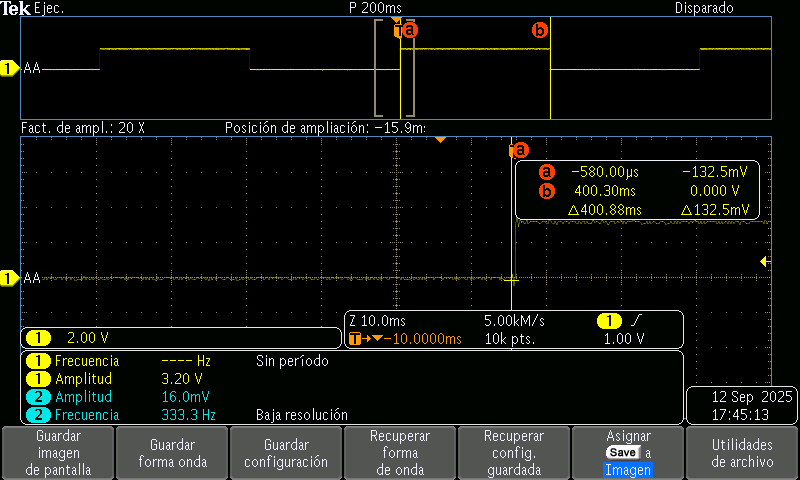 Tek Ejec. P 200ms Disparado
T a b
1 AA
Fact. de ampl.: 20 X Posición de ampliación: -15.9m
a
a -580.00µs -132.5mV
b 400.30ms 0.000 V
△400.88ms △132.5mV
1 AA
1 2.00 V
Z 10.0ms 5.00kM/s 1
T→▼-10.0000ms 10k pts. 1.00 V
1 Frecuencia ---- Hz Sin período
1 Amplitud 3.20 V
2 Amplitud 16.0mV
2 Frecuencia 333.3 Hz Baja resolución
12 Sep 2025
17:45:13
Guardar
imagen
de pantalla
Guardar
forma onda
Guardar
configuración
Recuperar
forma
de onda
Recuperar
config.
guardada
Asignar
Save a
Imagen
Utilidades
de archivo